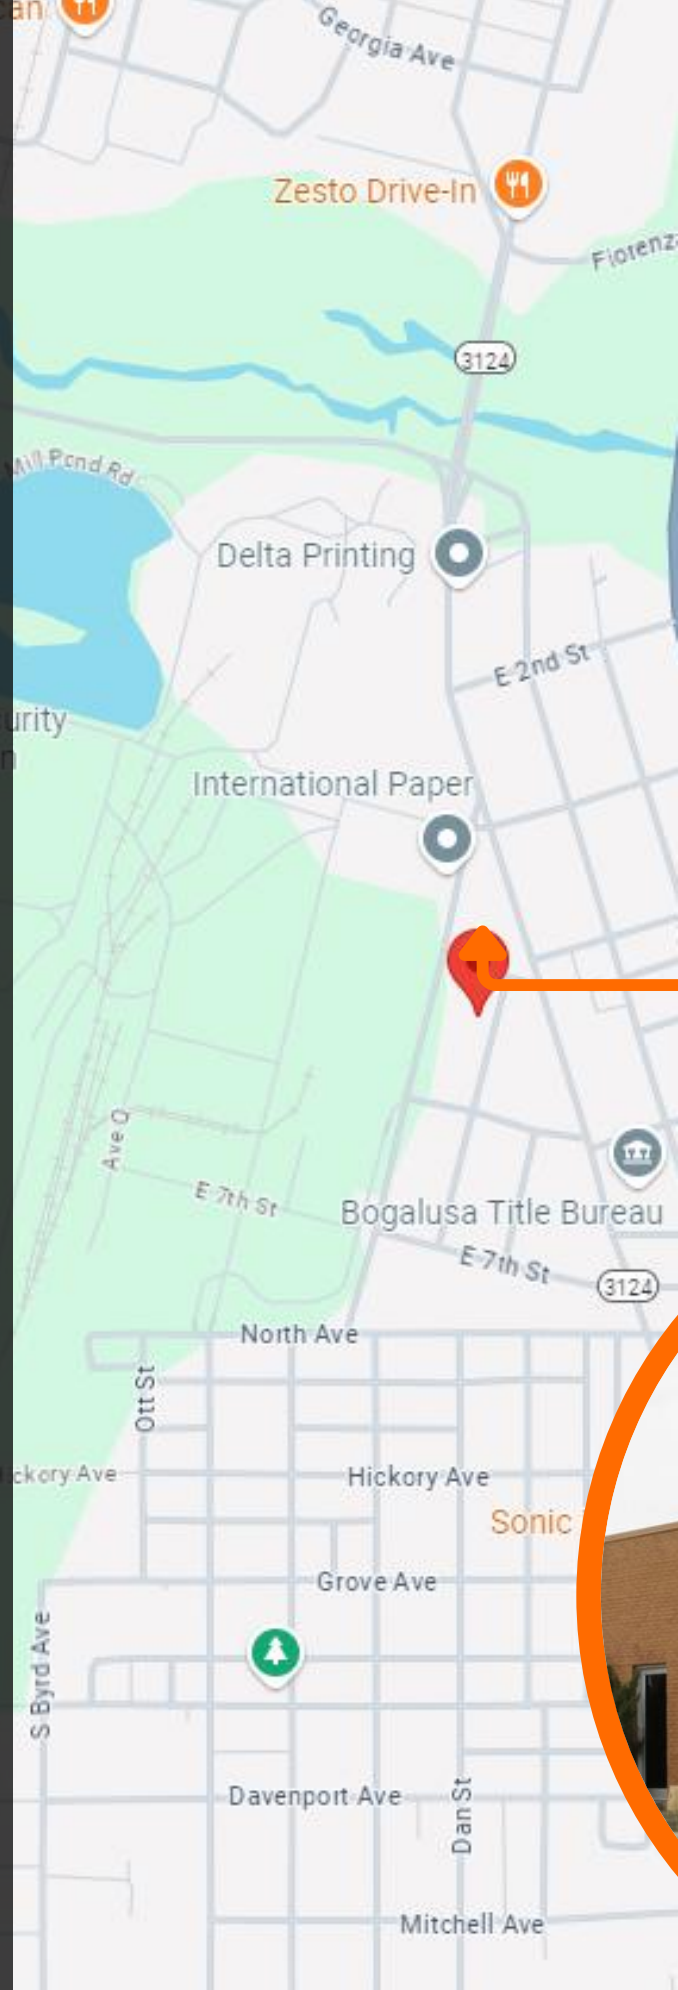 can
Georgia Ave
Zesto Drive-In
3124
Mill Pond Rd
Delta Printing
E 2nd St
urity
n
International Paper
Ave Q
E 7th St
Bogalusa Title Bureau
E 7th St
3124
North Ave
Ott St
ickory Ave
Hickory Ave
Sonic
Grove Ave
S Byrd Ave
Davenport Ave
Dan St
Mitchell Ave